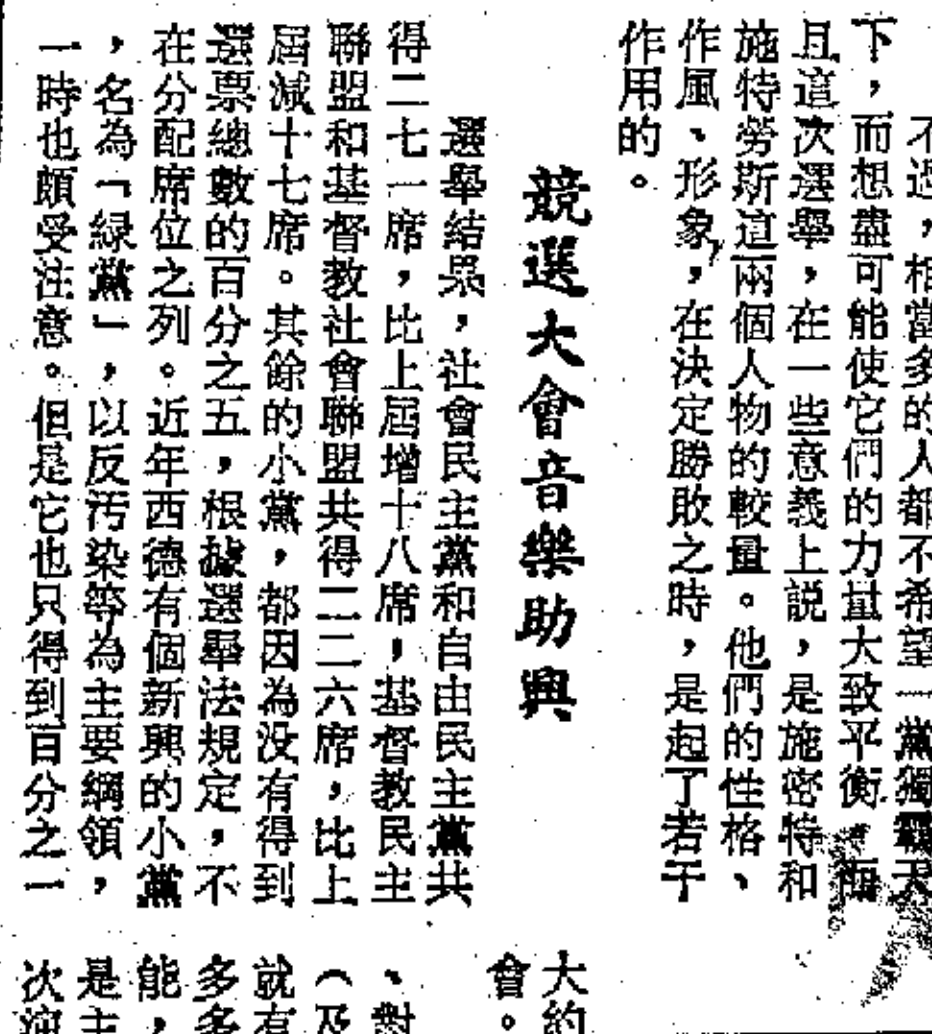 不過，相當多的人都不希望一黨獨霸天
下，而想盡可能使它們的力量大致平衡，而
且這次選舉，在一些意義上説，是施密特和
施特勞斯這兩個人物的較量。他們的性格、
作風、形象，在決定勝敗之時，是起了若干
作用的。
競選大會音樂助興
選舉結果，社會民主黨和自由民主黨共
得二七一席，比上屆增十八席，基督教民主
聯盟和基督教社會聯盟共得二二六席，比上
屆減十七席。其餘的小黨，都因為没有得到
選票總數的百分之五，根據選舉法規定，不
在分配席位之列。近年西德有個新興的小黨
，名為「緑黨」，以反汚染等為主要綱領，
一時也頗受注意。但是它也只得到百分之一
大約
會。
、對
（及
就有
多多
能，
是主
次演